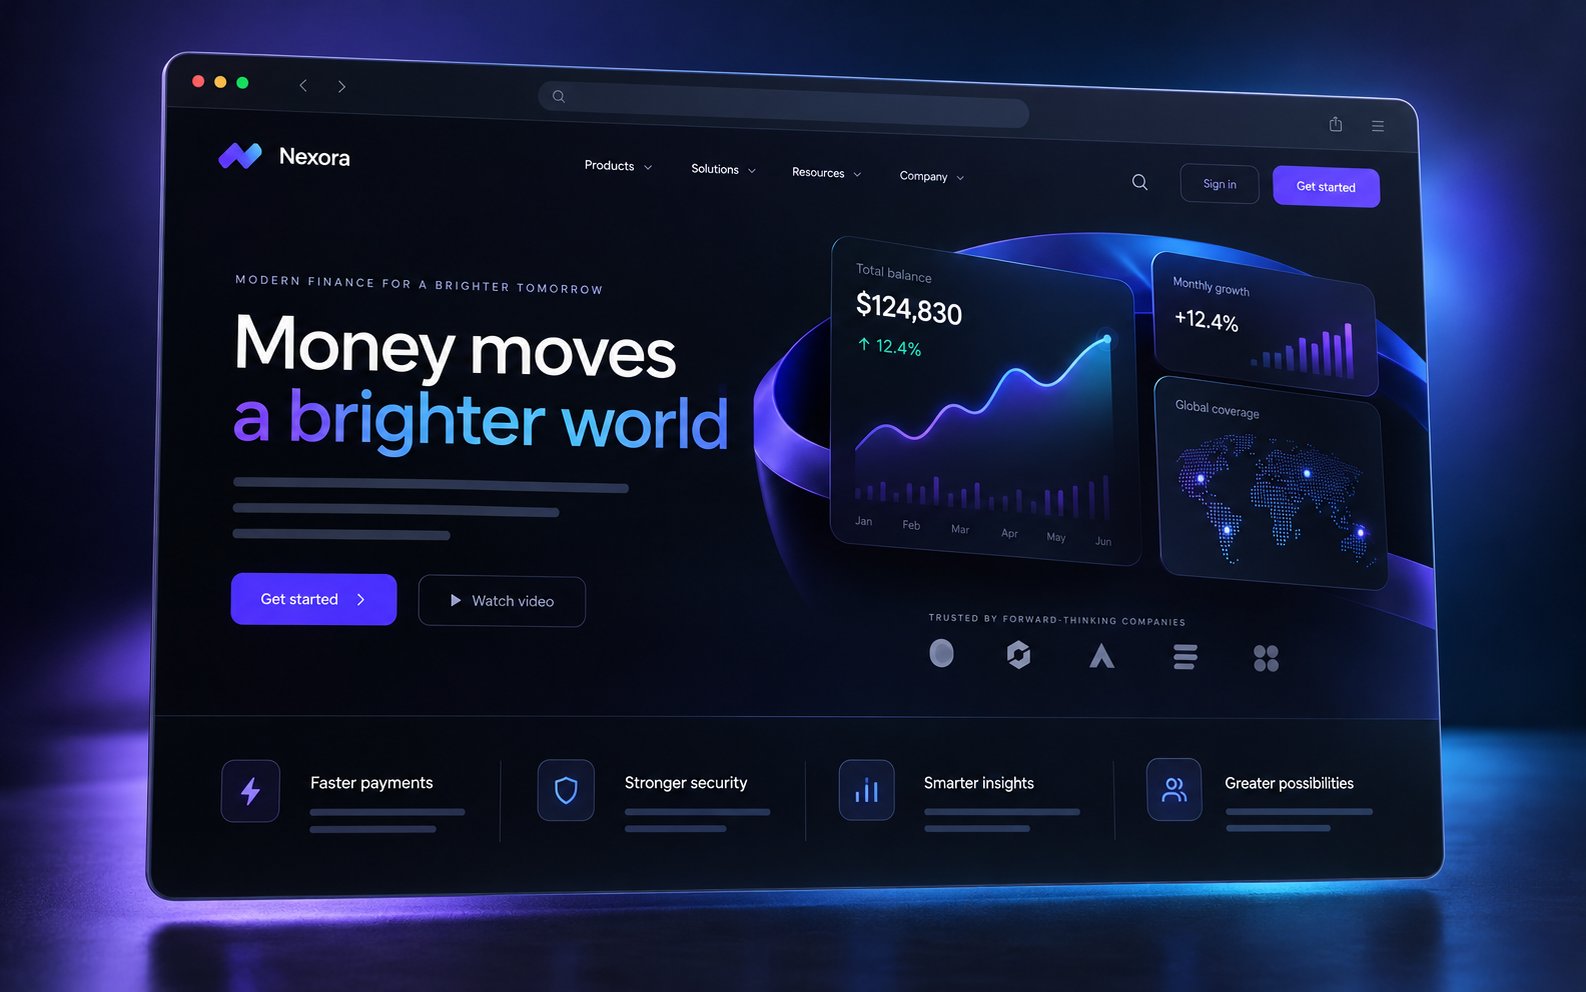 Nexora
Products
Solutions
Resources
Company
Sign in
Get started
MODERN FINANCE FOR A BRIGHTER TOMORROW
Money moves
a brighter world
Get started
Watch video
Total balance
$124,830
↑ 12.4%
Jan Feb Mar Apr May Jun
Monthly growth
+12.4%
Global coverage
TRUSTED BY FORWARD-THINKING COMPANIES
Faster payments
Stronger security
Smarter insights
Greater possibilities